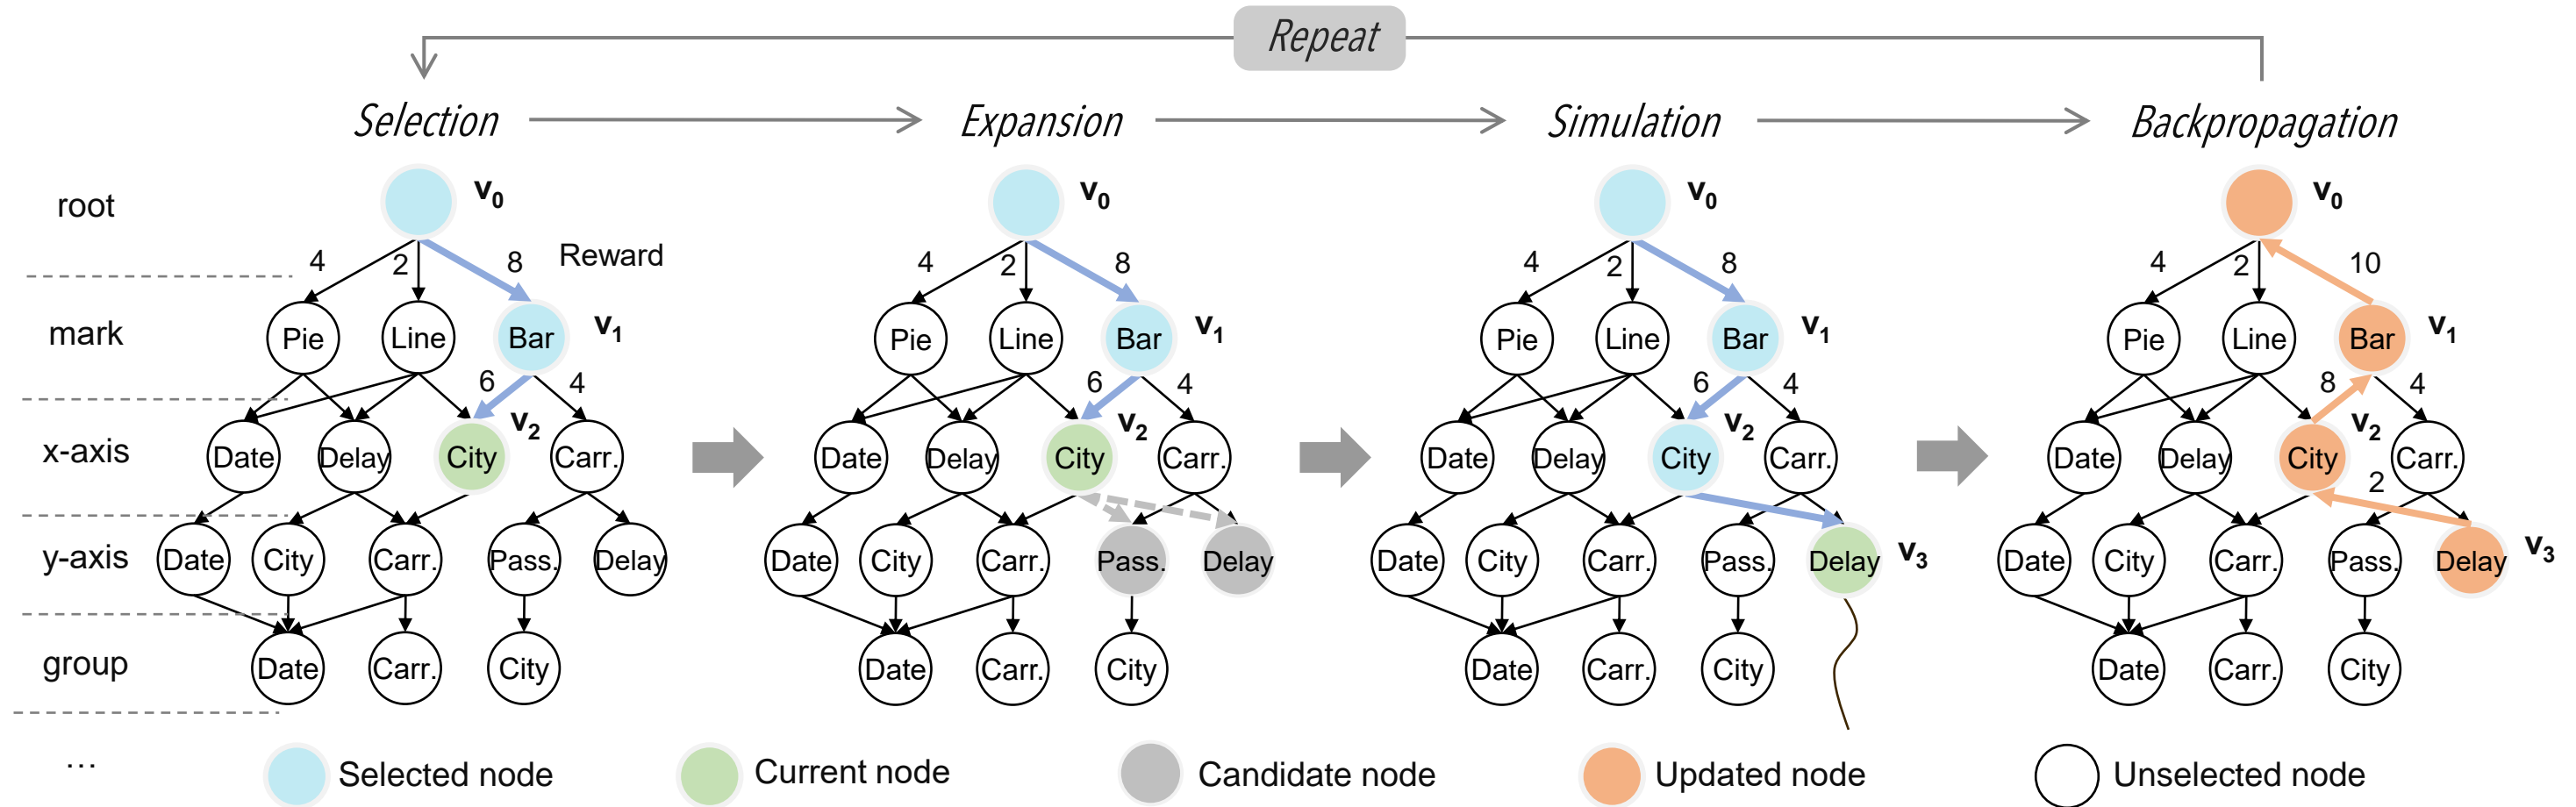 Repeat
Selection Expansion Simulation Backpropagation
root v0 v0 v0 v0
4 2 8 Reward 4 2 8 4 2 8 4 2 10
mark Pie Line Bar v1 Pie Line Bar v1 Pie Line Bar v1 Pie Line Bar v1
6 4 6 4 6 4 8 4
x-axis Date Delay City v2 Carr. Date Delay City v2 Carr. Date Delay City v2 Carr. Date Delay City v2 Carr.
2
y-axis Date City Carr. Pass. Delay Date City Carr. Pass. Delay Date City Carr. Pass. Delay v3 Date City Carr. Pass. Delay v3
group Date Carr. City Date Carr. City Date Carr. City Date Carr. City
...
Selected node Current node Candidate node Updated node Unselected node